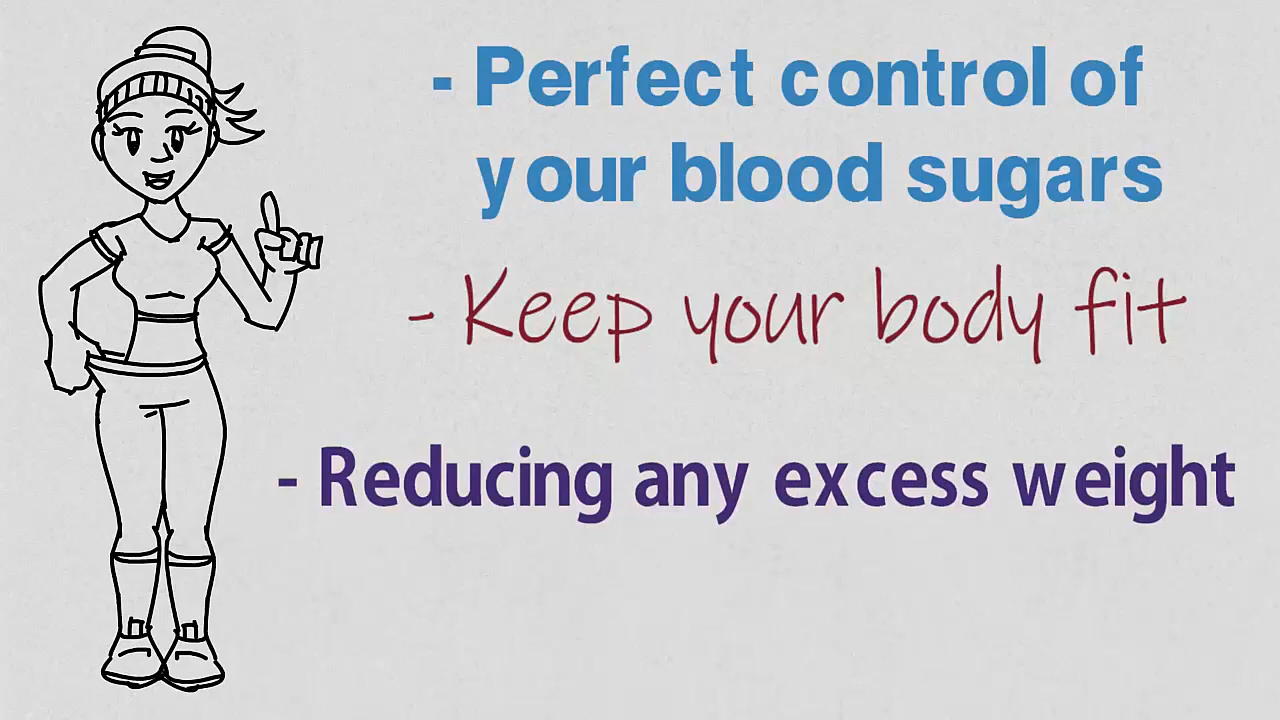 - Perfect control of
your blood sugars
- Keep your body fit
- Reducing any excess weight